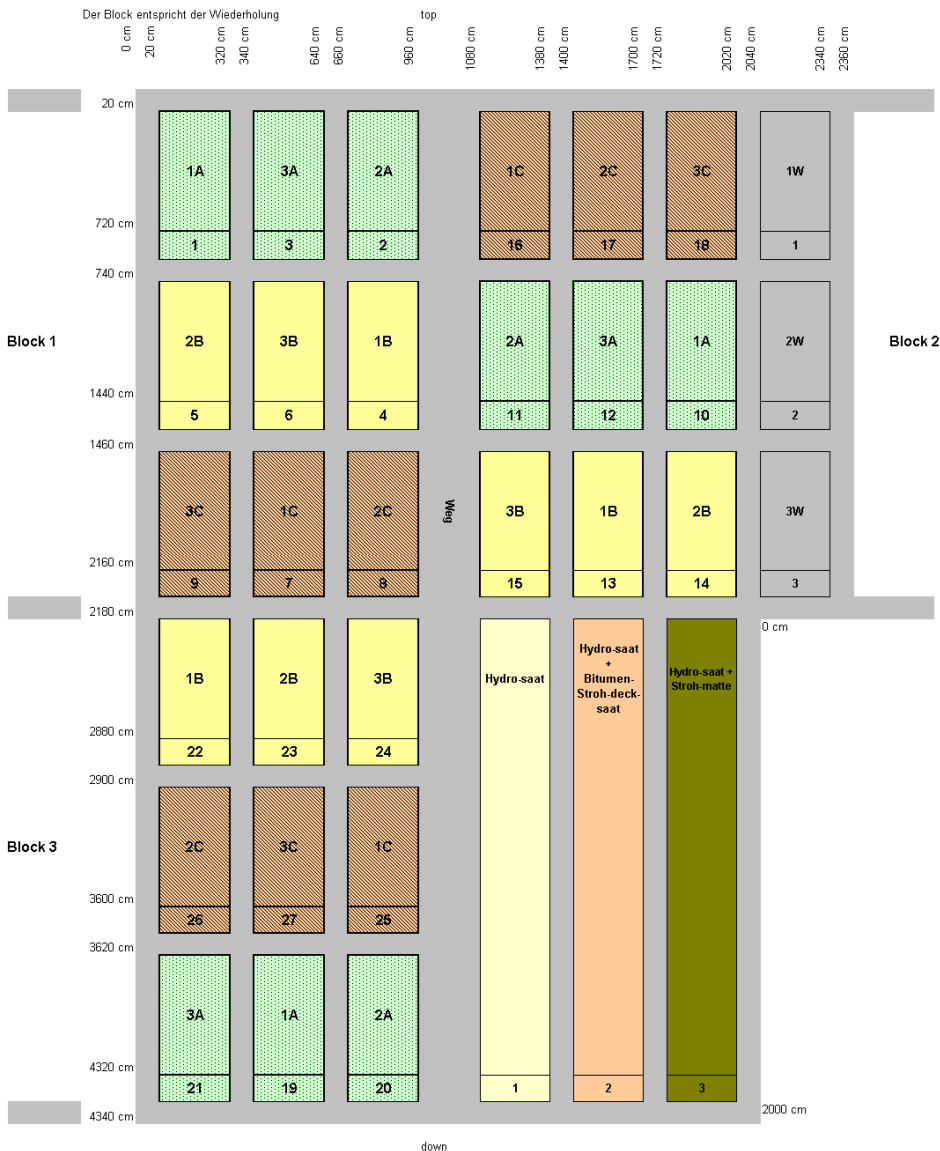 Der Block entspricht der Wiederholung
top
0 cm
20 cm
320 cm
340 cm
640 cm
660 cm
960 cm
1080 cm
1380 cm
1400 cm
1700 cm
1720 cm
2020 cm
2040 cm
2340 cm
2360 cm
20 cm
1A 3A 2A 1C 2C 3C 1W
720 cm
1 3 2 16 17 18 1
740 cm
Block 1
2B 3B 1B 2A 3A 1A 2W
Block 2
1440 cm
5 6 4 11 12 10 2
1460 cm
3C 1C 2C
Weg
3B 1B 2B 3W
2160 cm
9 7 8 15 13 14 3
2180 cm
0 cm
1B 2B 3B
Hydro-saat
Hydro-saat
+
Bitumen-
Stroh-deck-
saat
Hydro-saat +
Stroh-matte
2880 cm
22 23 24
2900 cm
Block 3
2C 3C 1C
3600 cm
26 27 25
3620 cm
3A 1A 2A
4320 cm
21 19 20 1 2 3
4340 cm
2000 cm
down